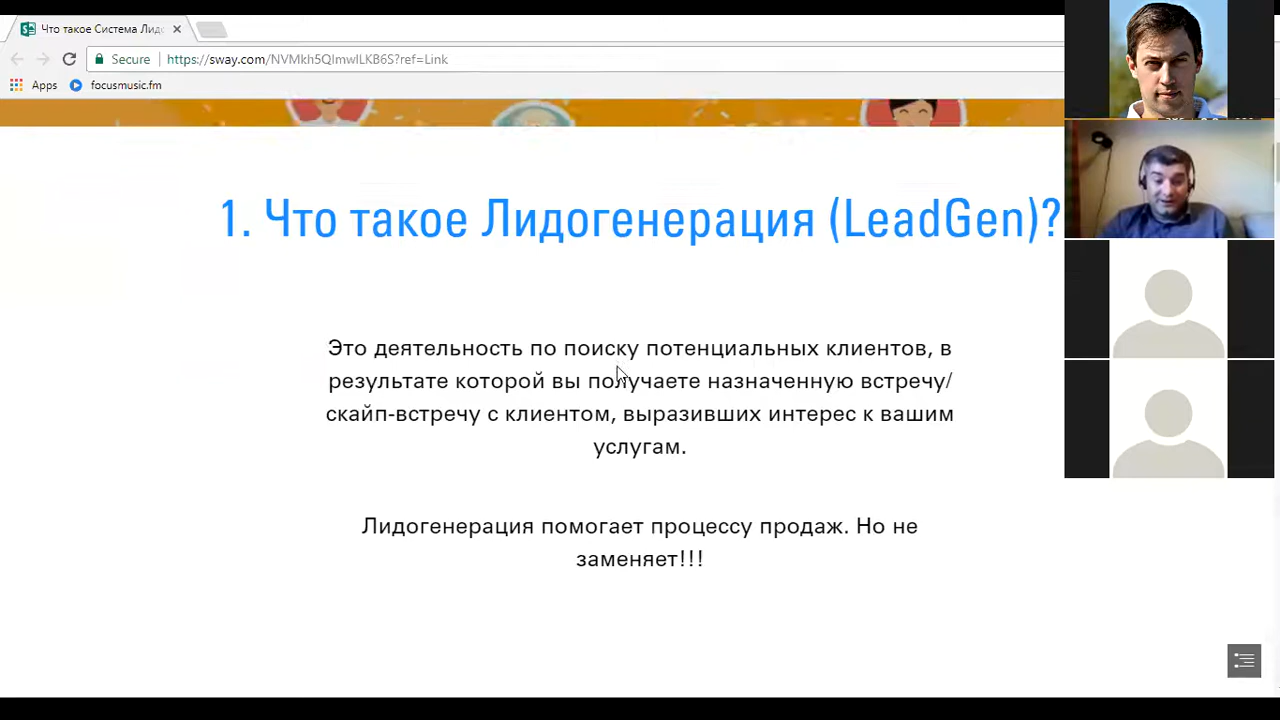 Что такое Система Лидо
Secure
https://sway.com/NVMkh5QImwILKB6S?ref=Link
Apps
focusmusic.fm
1. Что такое Лидогенерация (LeadGen)?
Это деятельность по поиску потенциальных клиентов, в
результате которой вы получаете назначенную встречу/
скайп-встречу с клиентом, выразивших интерес к вашим
услугам.
Лидогенерация помогает процессу продаж. Но не
заменяет!!!